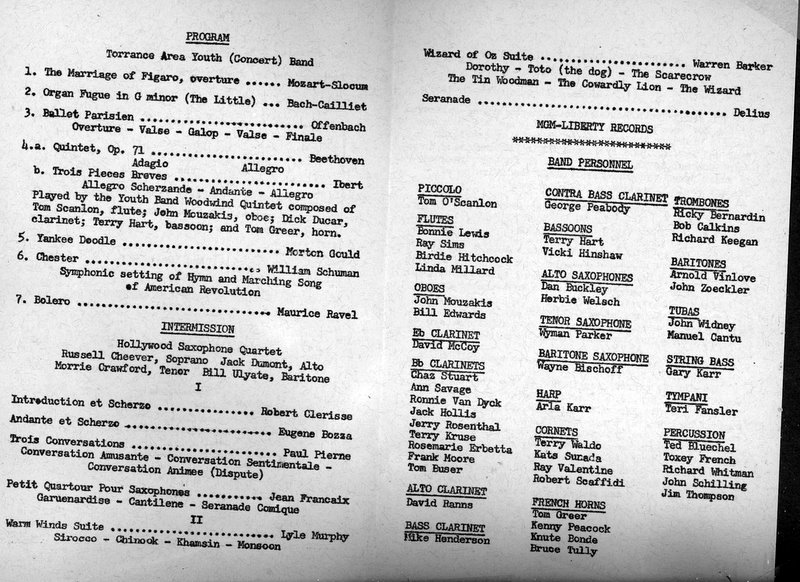 PROGRAM
Torrance Area Youth (Concert) Band
1. The Marriage of Figaro, overture ...... Mozart-Slocum
2. Organ Fugue in G minor (The Little) ... Bach-Cailliet
3. Ballet Parisien ........................ Offenbach
Overture - Valse - Galop - Valse - Finale
4.a. Quintet, Op. 71 ........................ Beethoven
Adagio Allegro
b. Trois Pieces Breves ...................... Ibert
Allegro Scherzande - Andante - Allegro
Played by the Youth Band Woodwind Quintet composed of
Tom Scanlon, flute; John Mouzakis, oboe; Dick Ducar,
clarinet; Terry Hart, bassoon; and Tom Greer, horn.
5. Yankee Doodle ........................ Morton Gould
6. Chester ........................ William Schuman
Symphonic setting of Hymn and Marching Song
of American Revolution
7. Bolero ............................ Maurice Ravel
INTERMISSION
Hollywood Saxophone Quartet
Russell Cheever, Soprano Jack Dumont, Alto
Morrie Crawford, Tenor Bill Ulyate, Baritone
I
Introduction et Scherzo .............. Robert Clerisse
Andante et Scherzo ..................... Eugene Bozza
Trois Conversations ..................... Paul Pierne
Conversation Amusante - Conversation Sentimentale -
Conversation Animee (Dispute)
Petit Quartour Pour Saxophones .......... Jean Francaix
Garuenardise - Cantilene - Seranade Comique
II
Warm Winds Suite ....................... Lyle Murphy
Sirocco - Chinook - Khamsin - Monsoon
Wizard of Oz Suite ...................... Warren Barker
Dorothy - Toto (the dog) - The Scarecrow
The Tin Woodman - The Cowardly Lion - The Wizard
Seranade ...................................... Delius
MGM-LIBERTY RECORDS
**************************
BAND PERSONNEL
PICCOLO
Tom O'Scanlon
FLUTES
Bonnie Lewis
Ray Sims
Birdie Hitchcock
Linda Millard
OBOES
John Mouzakis
Bill Edwards
Eb CLARINET
David McCoy
Bb CLARINETS
Chaz Stuart
Ann Savage
Ronnie Van Dyck
Jack Hollis
Jerry Rosenthal
Terry Kruse
Rosemarie Erbetta
Frank Moore
Tom Buser
ALTO CLARINET
David Ranns
BASS CLARINET
Mike Henderson
CONTRA BASS CLARINET
George Peabody
BASSOONS
Terry Hart
Vicki Hinshaw
ALTO SAXOPHONES
Dan Buckley
Herbie Welsch
TENOR SAXOPHONE
Wyman Parker
BARITONE SAXOPHONE
Wayne Bischoff
HARP
Arla Karr
CORNETS
Terry Waldo
Kats Sunada
Ray Valentine
Robert Scaffidi
FRENCH HORNS
Tom Greer
Kenny Peacock
Knute Bonde
Bruce Tully
TROMBONES
Ricky Bernardin
Bob Calkins
Richard Keegan
BARITONES
Arnold Vinlove
John Zoeckler
TUBAS
John Widney
Manuel Cantu
STRING BASS
Gary Karr
TYMPANI
Teri Fansler
PERCUSSION
Ted Bluechel
Toxey French
Richard Whitman
John Schilling
Jim Thompson